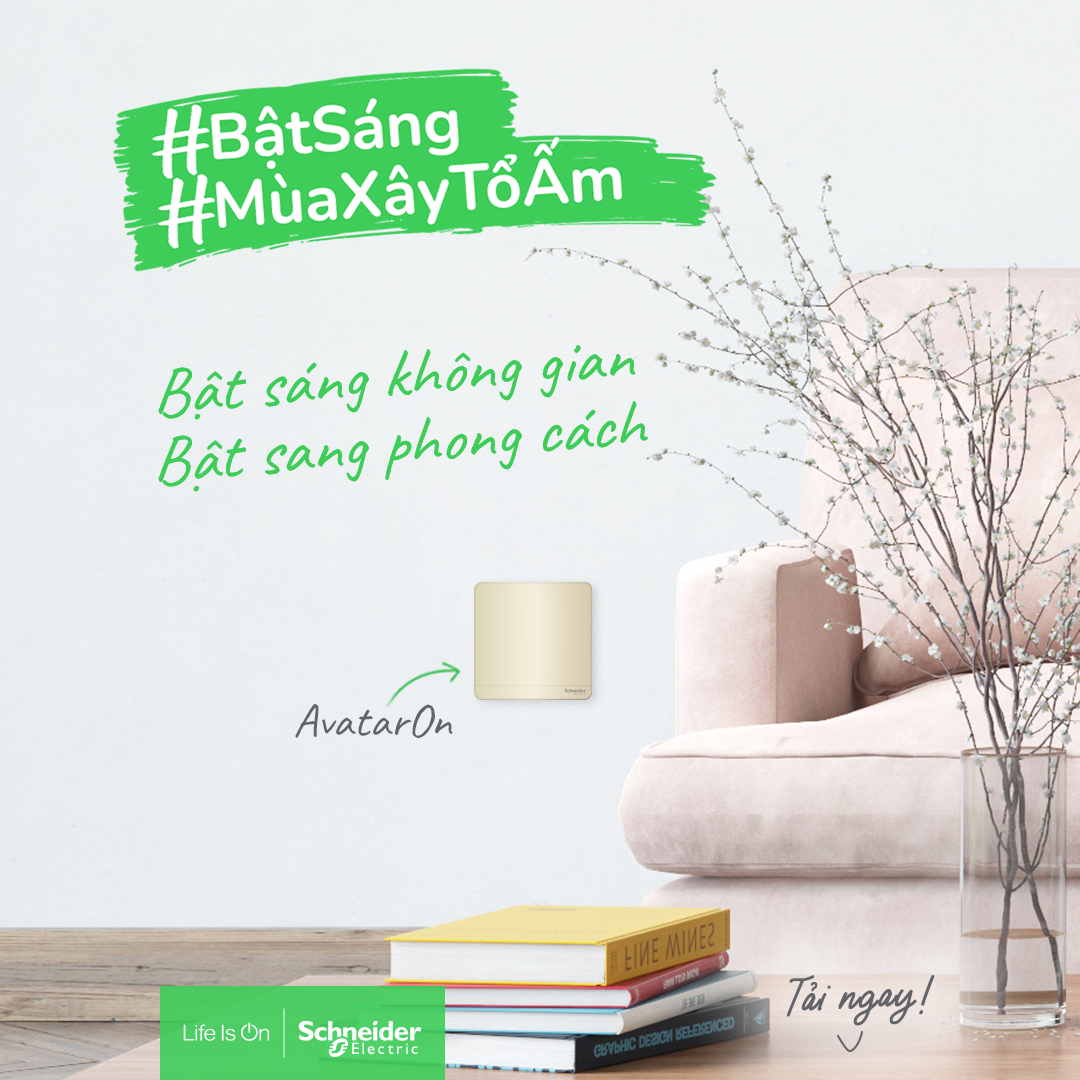 #BậtSáng
#MùaXâyTổẤm
Bật sáng không gian
Bật sang phong cách
Schneider
AvatarOn
FINE WINES
GRAPHIC DESIGN REFERENCED
Tải ngay!
Life Is On
Schneider
Electric